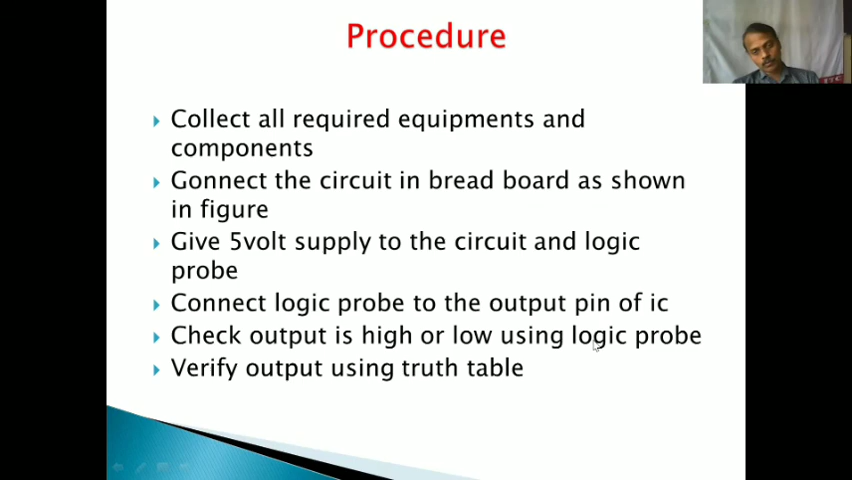 Procedure
Collect all required equipments and
components
Gonnect the circuit in bread board as shown
in figure
Give 5volt supply to the circuit and logic
probe
Connect logic probe to the output pin of ic
Check output is high or low using logic probe
Verify output using truth table